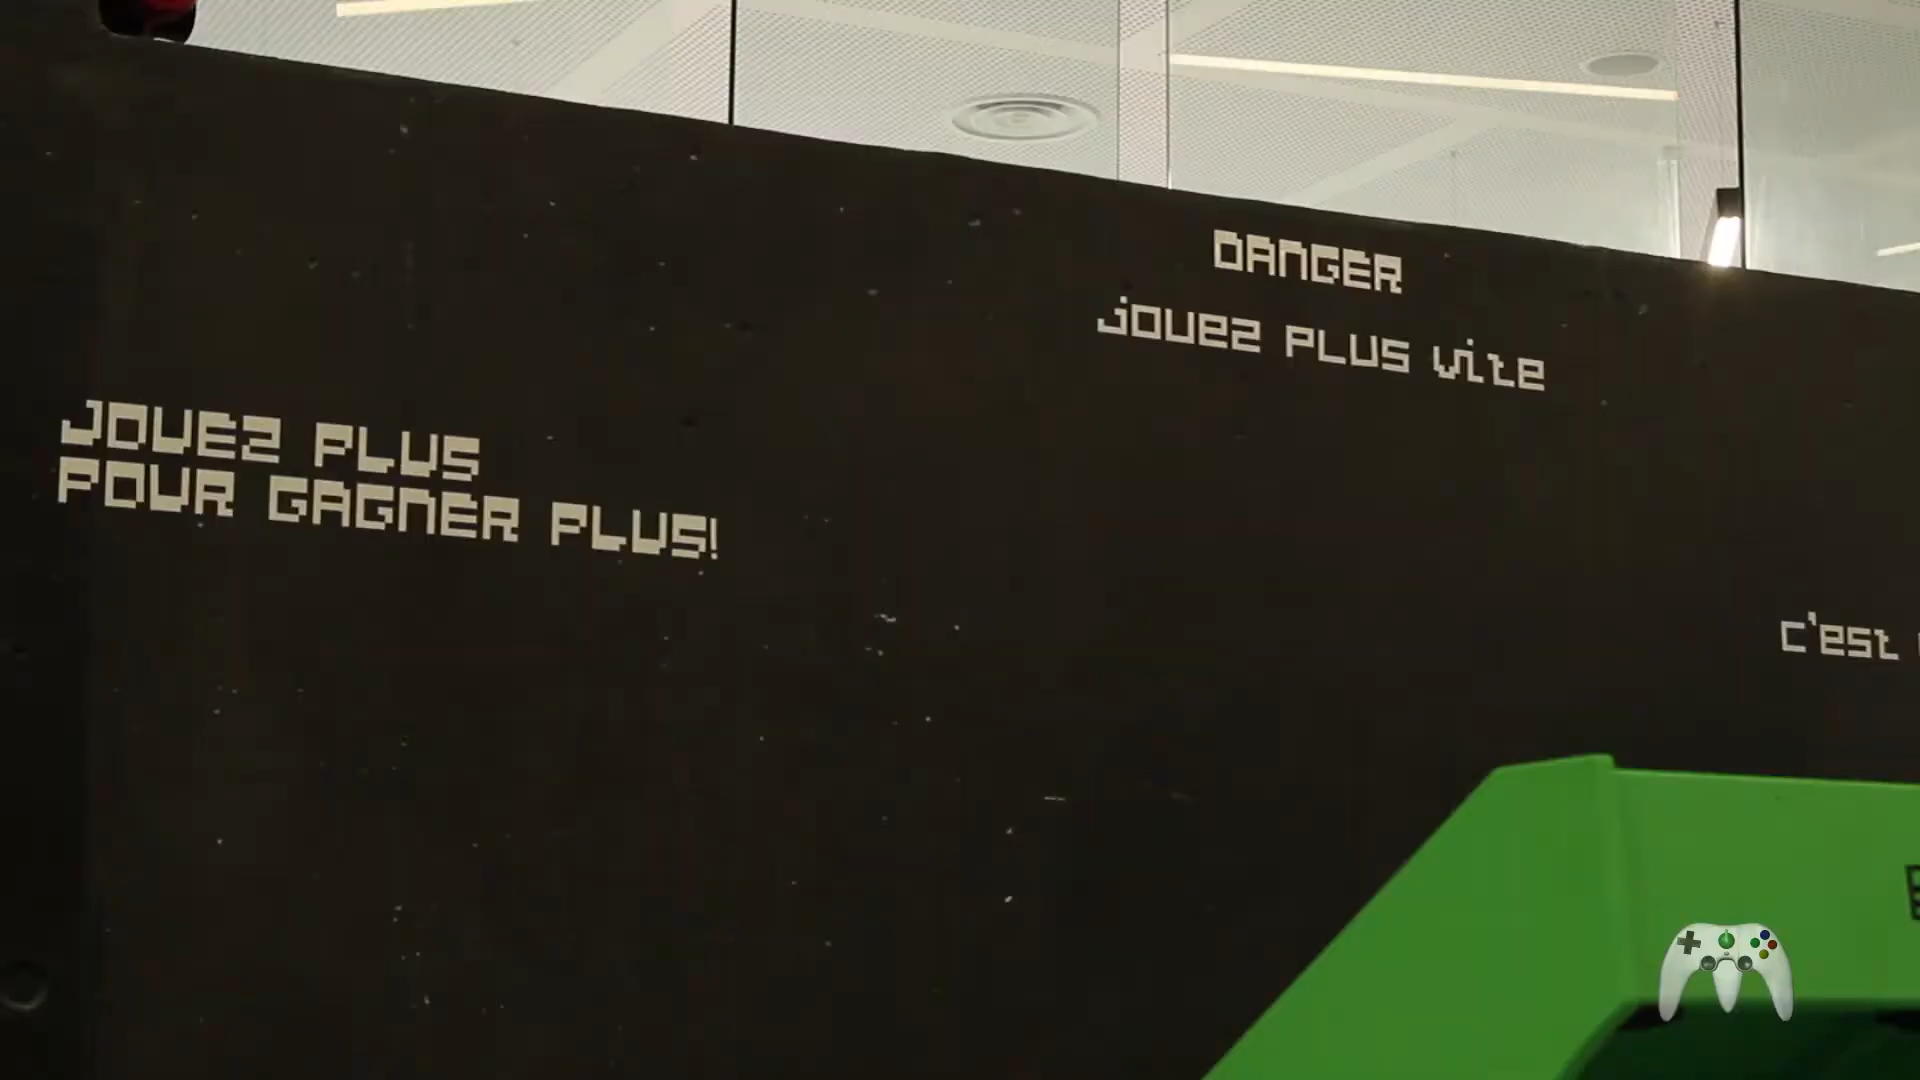 DANGER
jouez plus vite
JOUEZ PLUS
POUR GAGNER PLUS!
c'est